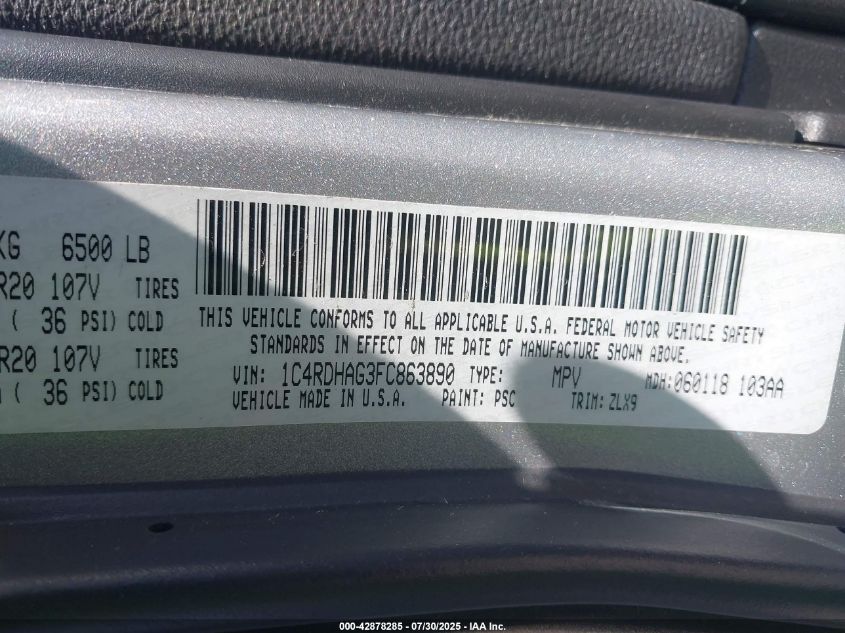 KG 6500 LB
R20 107V TIRES
( 36 PSI) COLD
R20 107V TIRES
( 36 PSI) COLD
THIS VEHICLE CONFORMS TO ALL APPLICABLE U.S.A. FEDERAL MOTOR VEHICLE SAFETY
STANDARDS IN EFFECT ON THE DATE OF MANUFACTURE SHOWN ABOVE.
VIN: 1C4RDHAG3FC863890 TYPE: MPV MDH:060118 103AA
VEHICLE MADE IN U.S.A. PAINT: PSC TRIM: ZLX9
000-42878285 - 07/30/2025 - IAA Inc.